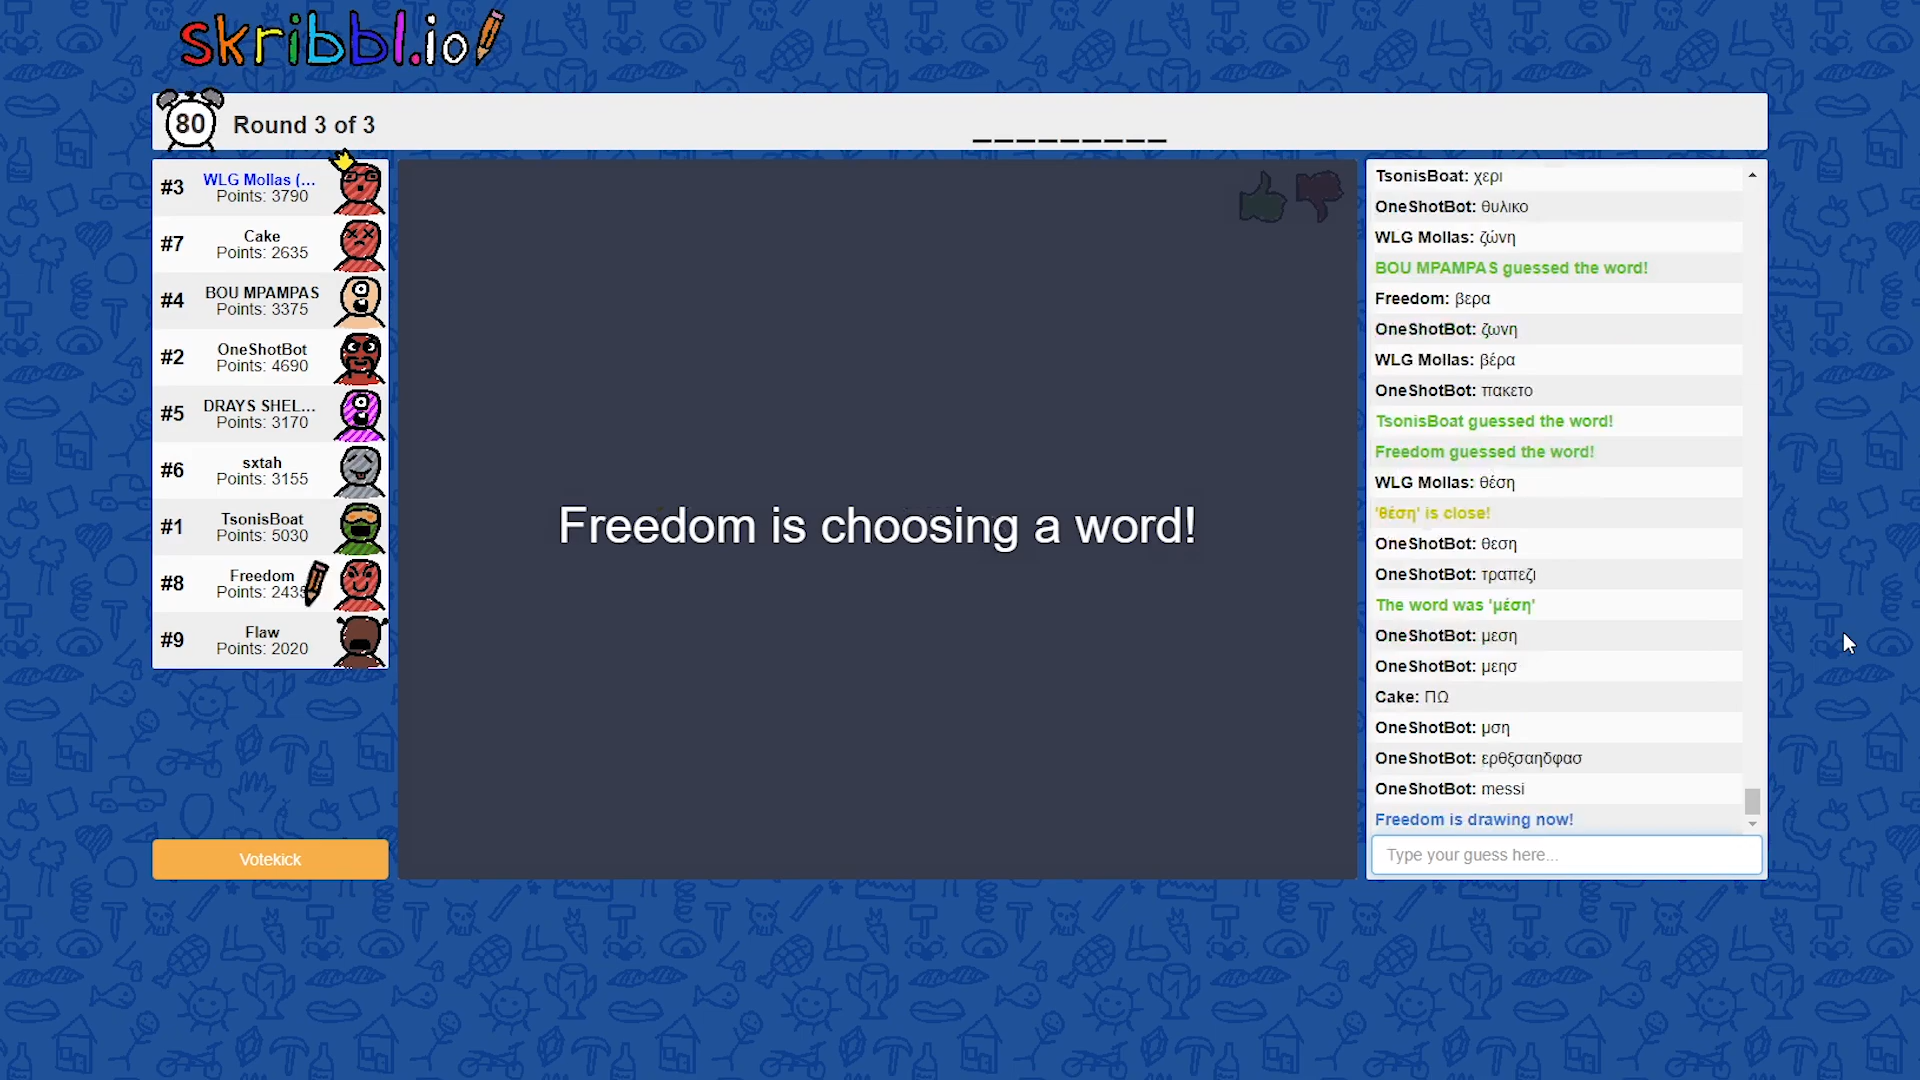 skribbl.io
80 Round 3 of 3
_ _ _ _ _ _ _ _ _
#3 WLG Mollas (...
Points: 3790
#7 Cake
Points: 2635
#4 BOU MPAMPAS
Points: 3375
#2 OneShotBot
Points: 4690
#5 DRAYS SHEL...
Points: 3170
#6 sxtah
Points: 3155
#1 TsonisBoat
Points: 5030
#8 Freedom
Points: 2435
#9 Flaw
Points: 2020
Votekick
Freedom is choosing a word!
TsonisBoat: χερι
OneShotBot: θυλικο
WLG Mollas: ζώνη
BOU MPAMPAS guessed the word!
Freedom: βερα
OneShotBot: ζωνη
WLG Mollas: βέρα
OneShotBot: πακετο
TsonisBoat guessed the word!
Freedom guessed the word!
WLG Mollas: θέση
'θέση' is close!
OneShotBot: θεση
OneShotBot: τραπεζι
The word was 'μέση'
OneShotBot: μεση
OneShotBot: μεησ
Cake: ΠΩ
OneShotBot: μση
OneShotBot: ερθξσαηδφασ
OneShotBot: messi
Freedom is drawing now!
Type your guess here...